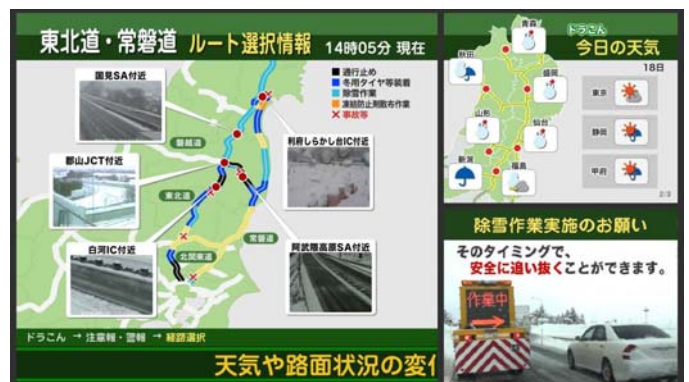 東北道・常磐道 ルート選択情報 14時05分 現在
国見SA付近
通行止め
冬用タイヤ等装着
除雪作業
凍結防止剤散布作業
事故等
磐越道
利府しらかし台IC付近
郡山JCT付近
東北道
常磐道
白河IC付近
北関東道
阿武隈高原SA付近
ドラこん → 注意報・警報 → 経路選択
天気や路面状況の変化
ドラこん
今日の天気
18日
青森
秋田
盛岡
山形
仙台
新潟
福島
東京
静岡
甲府
2/3
除雪作業実施のお願い
そのタイミングで、
安全に追い抜くことができます。
作業中